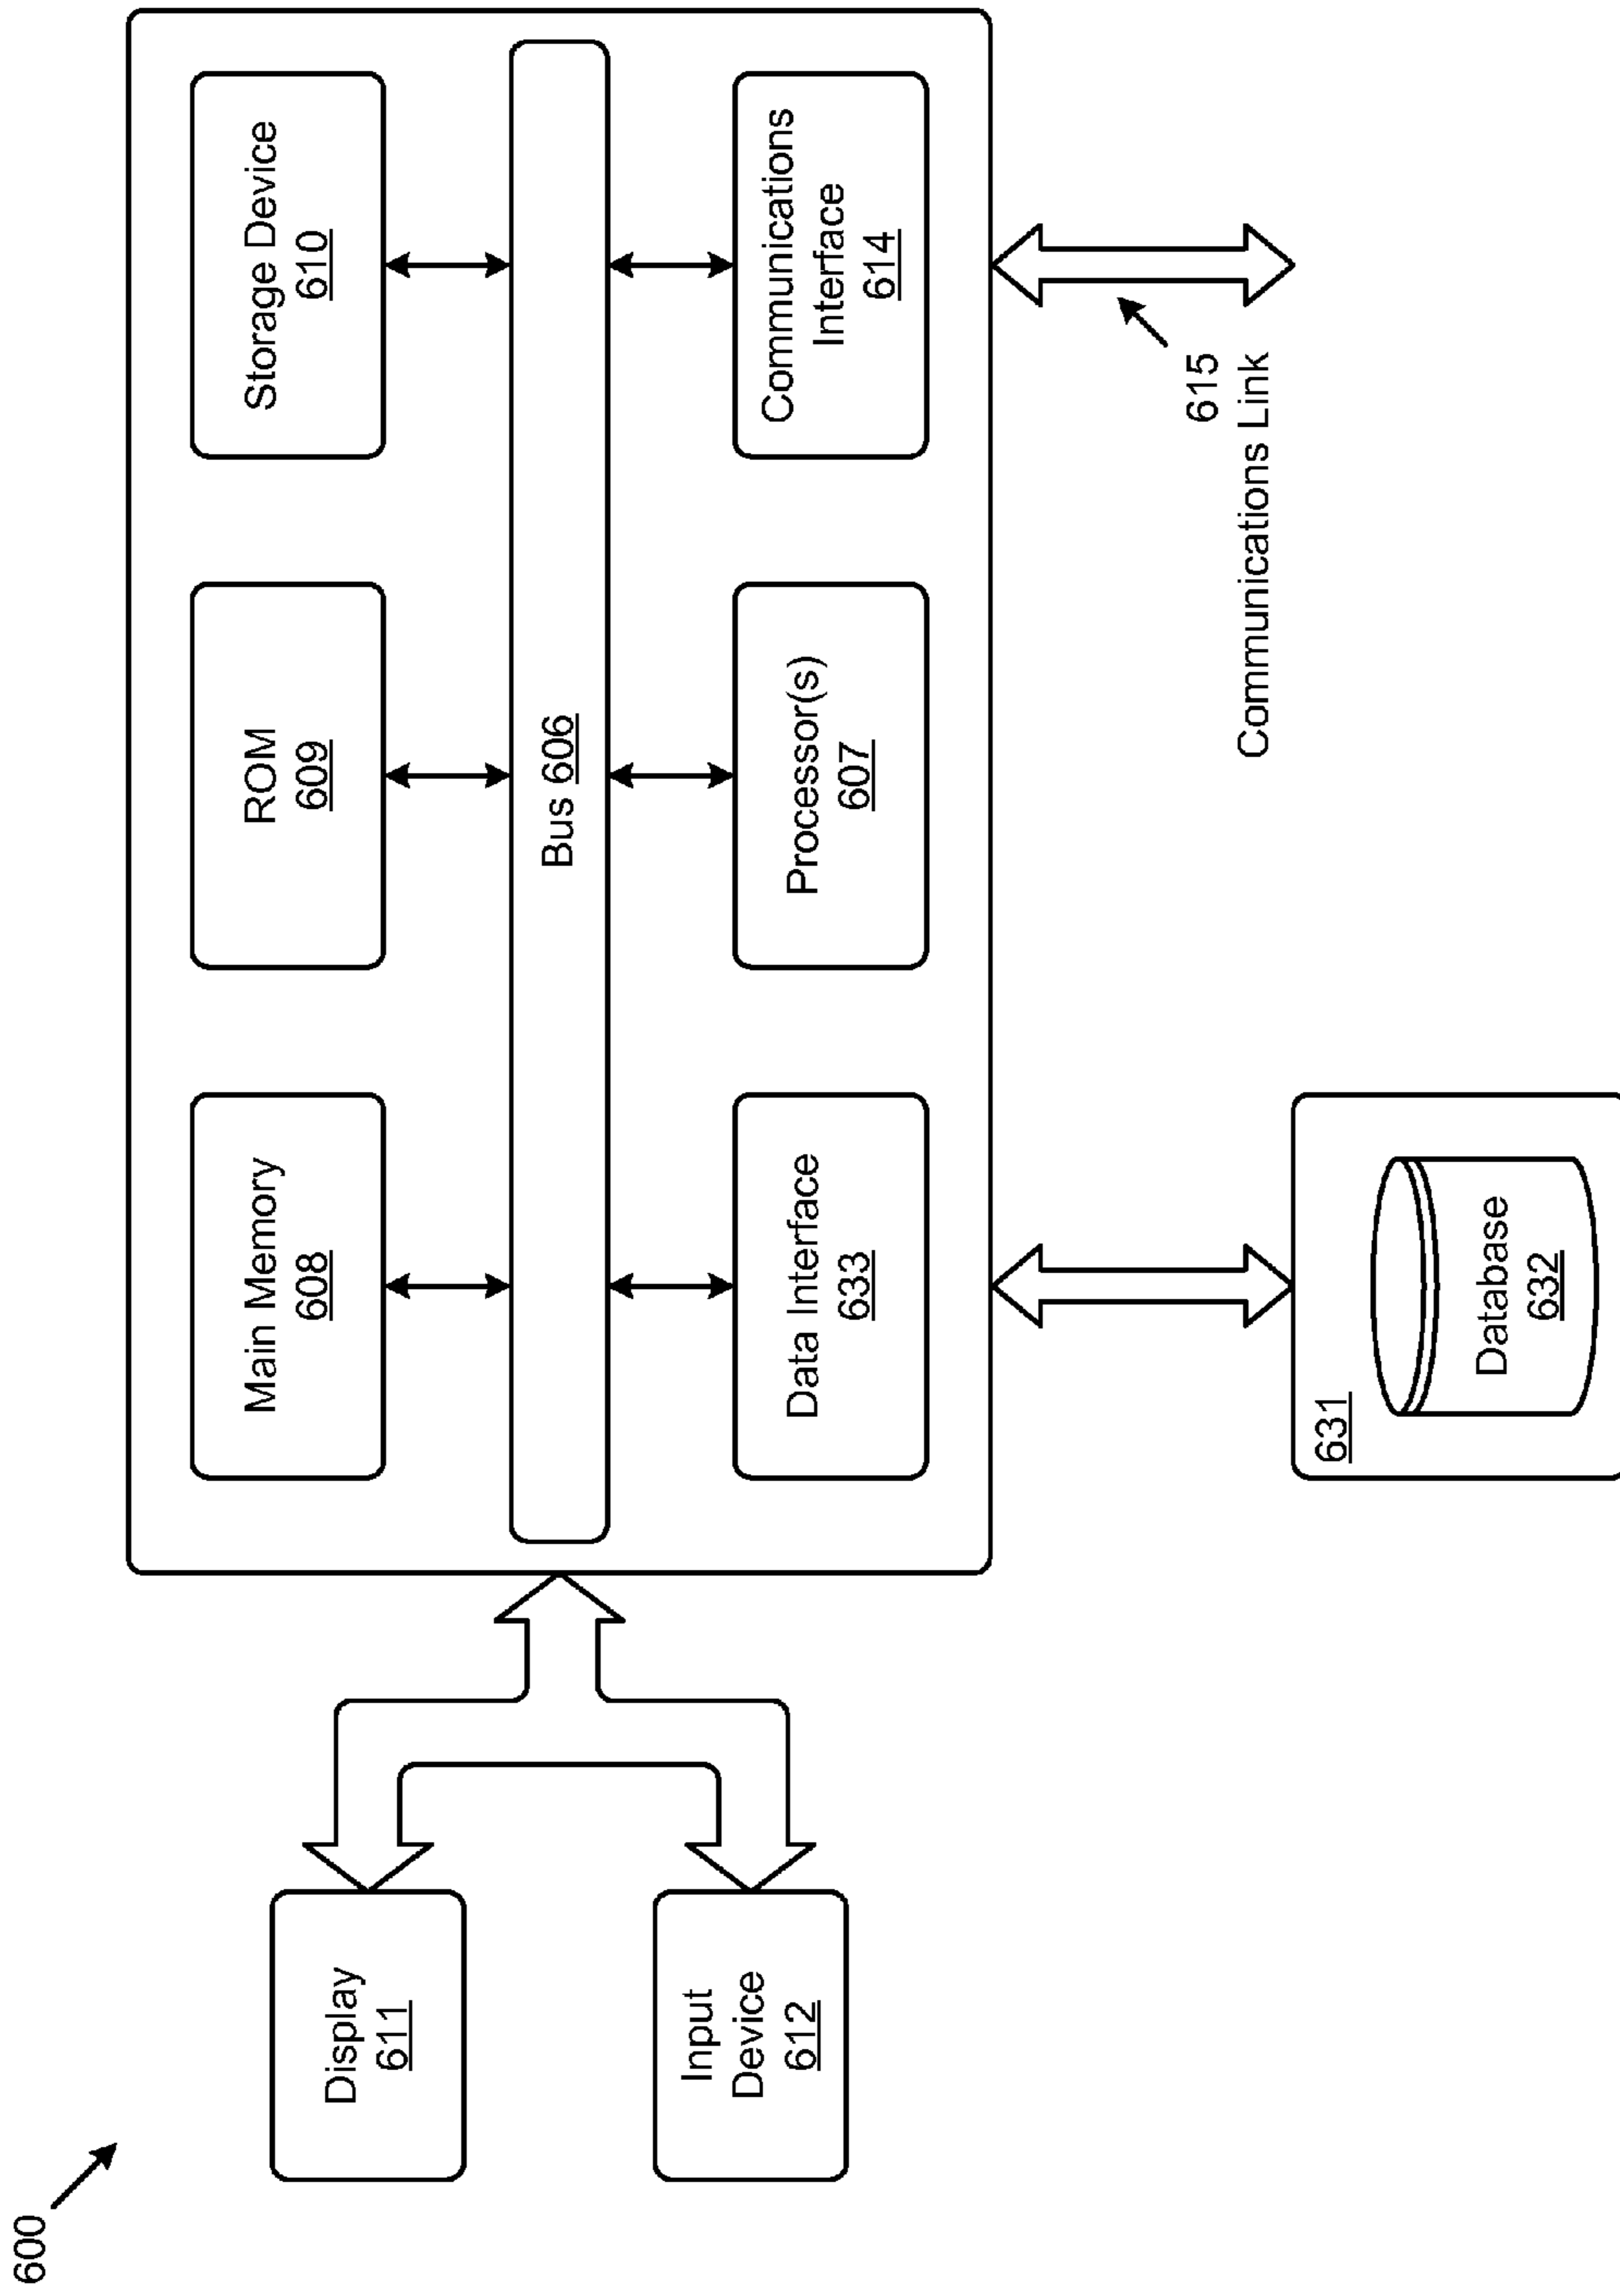 600
Display
611
Input
Device
612
Main Memory
608
ROM
609
Storage Device
610
Bus 606
Data Interface
633
Processor(s)
607
Communications
Interface
614
615
Communications Link
631
Database
632